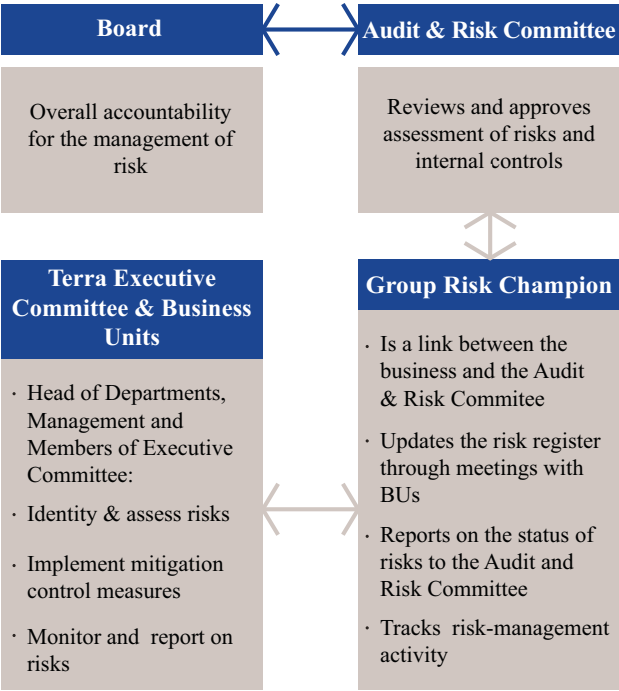 Board
Overall accountability
for the management of
risk
Audit & Risk Committee
Reviews and approves
assessment of risks and
internal controls
Terra Executive
Committee & Business
Units
· Head of Departments,
Management and
Members of Executive
Committee:
· Identity & assess risks
· Implement mitigation
control measures
· Monitor and report on
risks
Group Risk Champion
· Is a link between the
business and the Audit
& Risk Commitee
· Updates the risk register
through meetings with
BUs
· Reports on the status of
risks to the Audit and
Risk Committee
· Tracks risk-management
activity